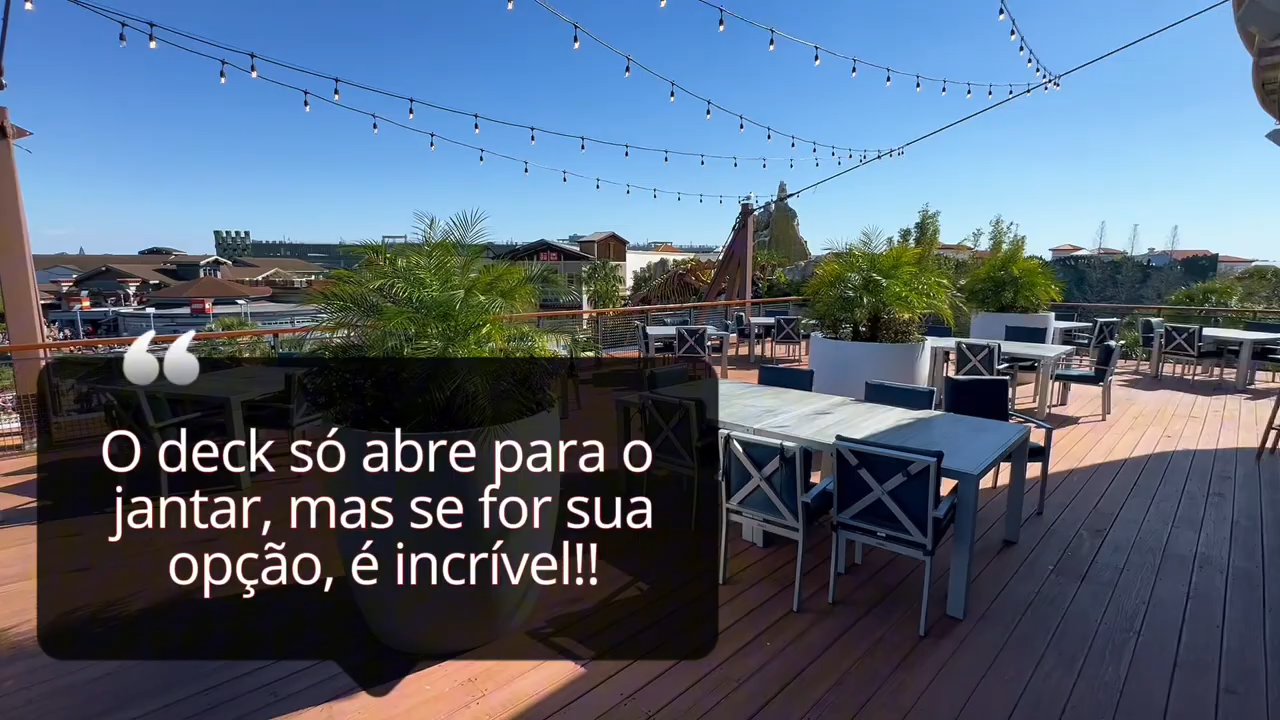 O deck só abre para o
jantar, mas se for sua
opção, é incrível!!